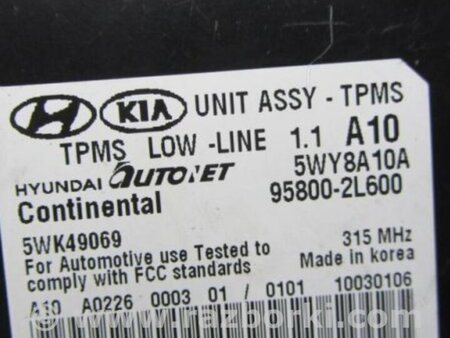 KIA UNIT ASSY - TPMS
TPMS LOW -LINE 1.1 A10
HYUNDAI AUTONET 5WY8A10A
Continental 95800-2L600
5WK49069
For Automotive use Tested to 315 MHz
comply with FCC standards Made in korea
A10 A0226 0003 01 / 0101 10030106
www.razborki.com